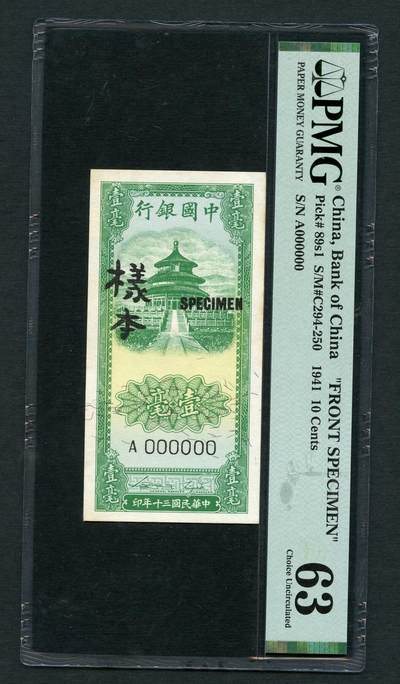 中國銀行
壹毫
壹毫
樣本
SPECIMEN
壹毫
A 000000
壹毫
壹毫
中華民國三十年印
PMG®
PAPER MONEY GUARANTY
China, Bank of China
Pick# 89s1 S/M#C294-250 1941 10 Cents
S/N A000000
"FRONT SPECIMEN"
63
Choice Uncirculated